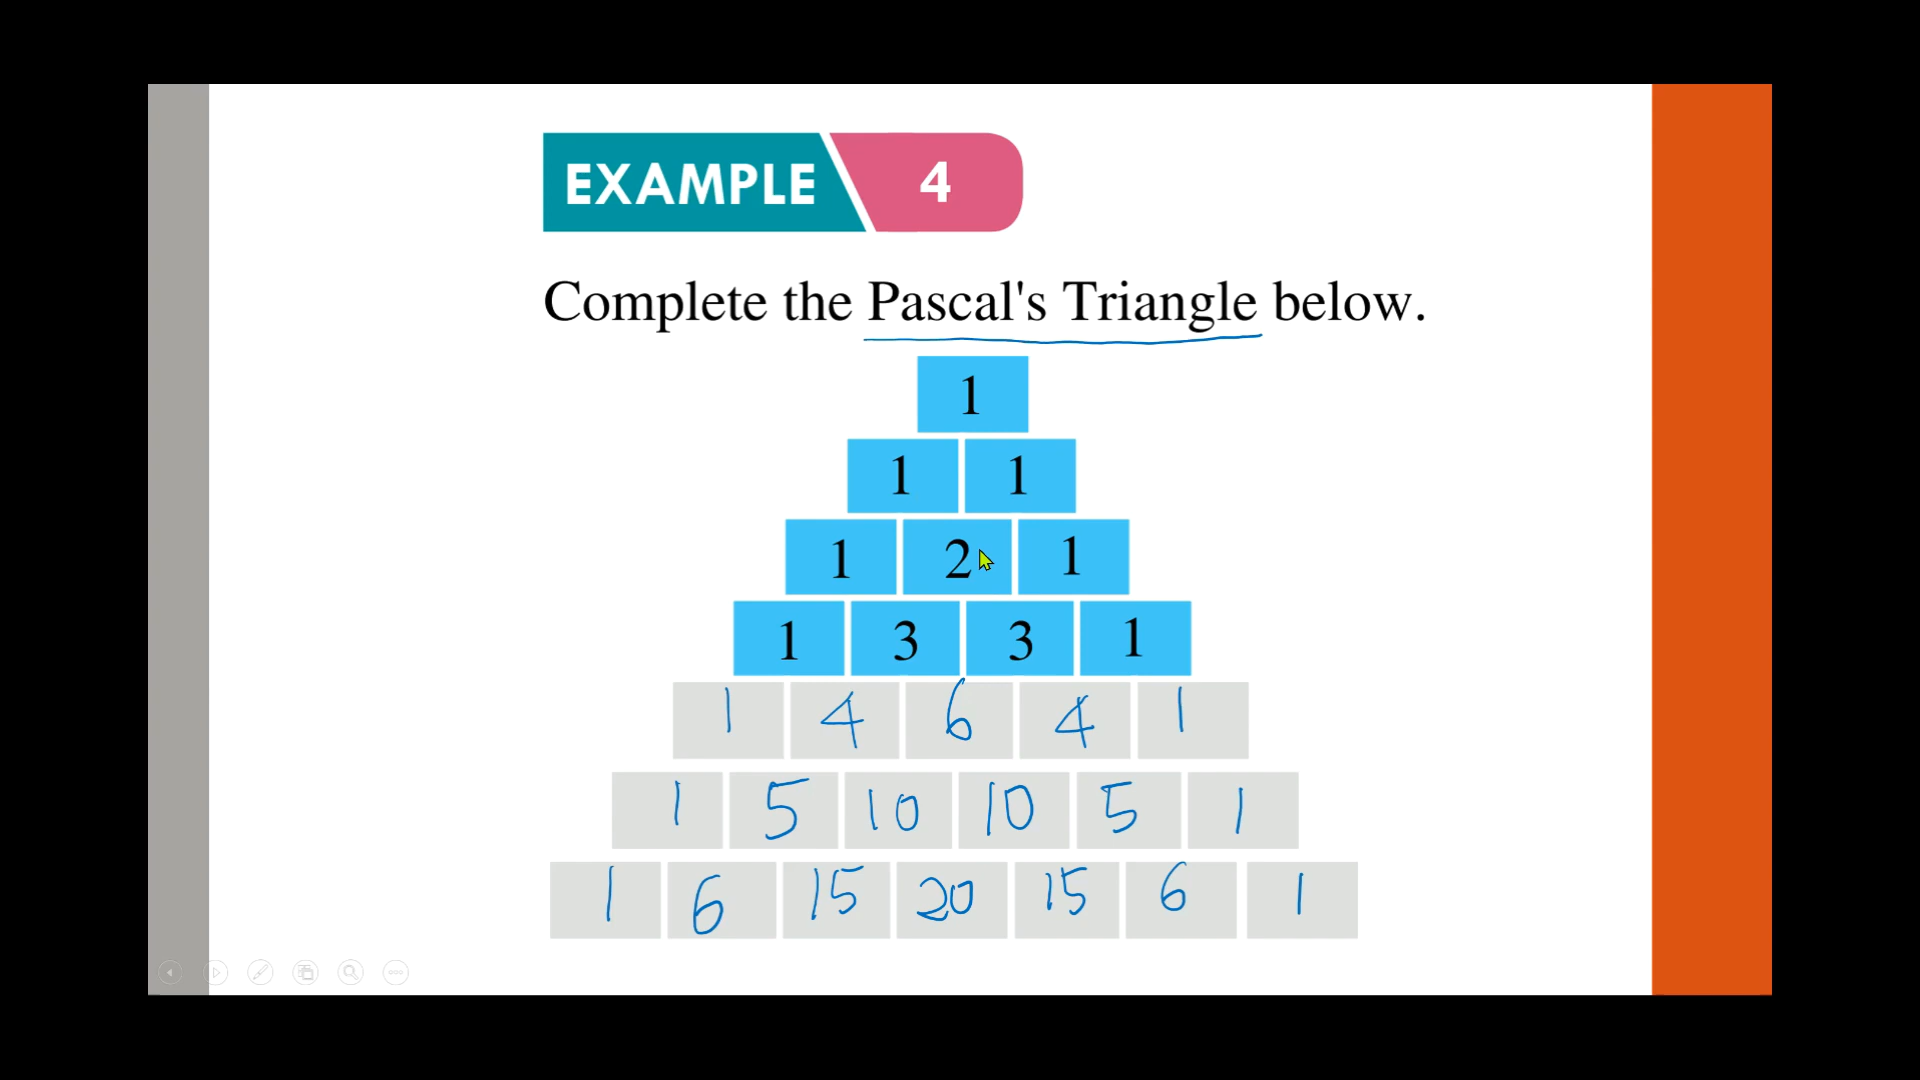 EXAMPLE 4
Complete the Pascal's Triangle below.
1
1 1
1 2 1
1 3 3 1
1 4 6 4 1
1 5 10 10 5 1
1 6 15 20 15 6 1